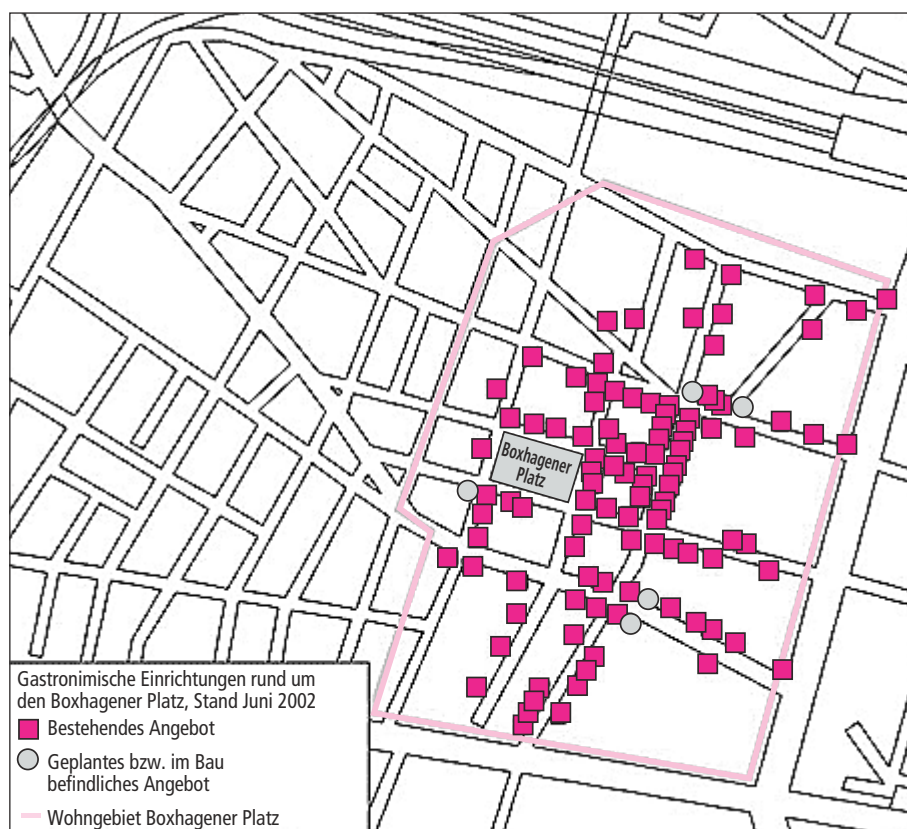 Boxhagener
Platz
Gastronimische Einrichtungen rund um
den Boxhagener Platz, Stand Juni 2002
Bestehendes Angebot
Geplantes bzw. im Bau
befindliches Angebot
Wohngebiet Boxhagener Platz